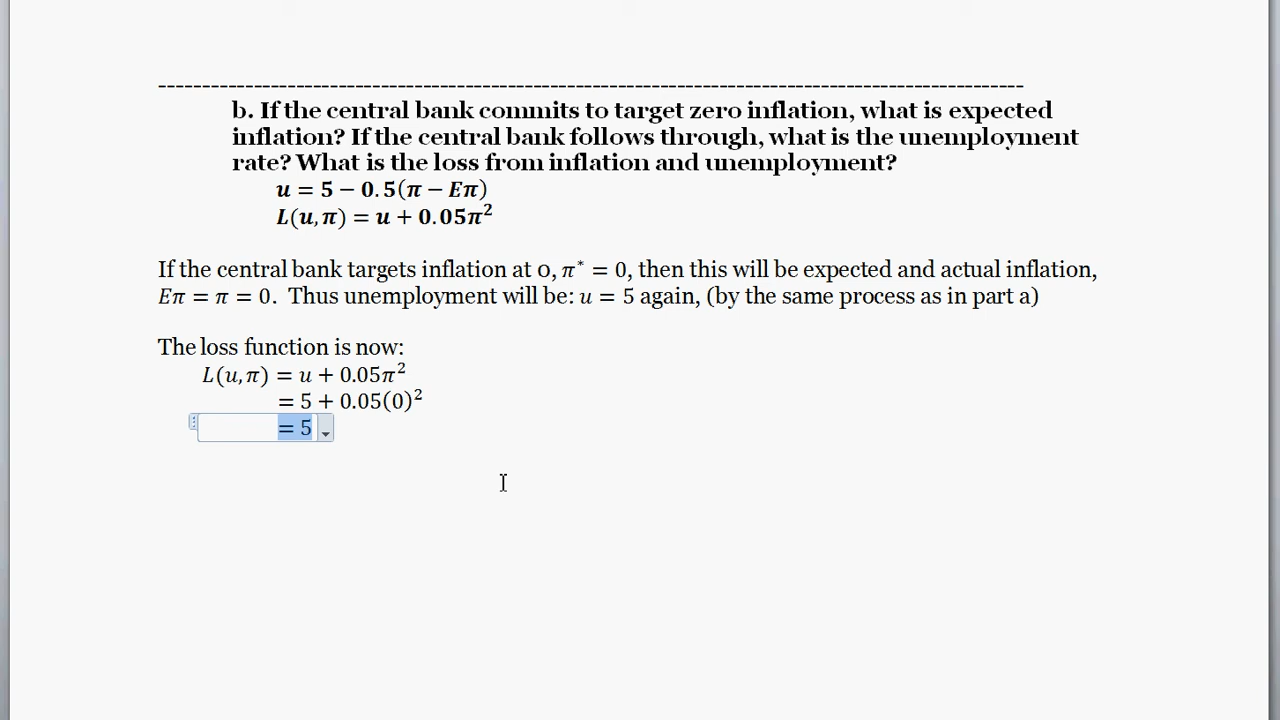 --------------------------------------------------------------------------------------------------
b. If the central bank commits to target zero inflation, what is expected
inflation? If the central bank follows through, what is the unemployment
rate? What is the loss from inflation and unemployment?
u = 5 − 0.5(π − Eπ)
L(u, π) = u + 0.05π²
If the central bank targets inflation at 0, π* = 0, then this will be expected and actual inflation,
Eπ = π = 0. Thus unemployment will be: u = 5 again, (by the same process as in part a)
The loss function is now:
L(u, π) = u + 0.05π²
= 5 + 0.05(0)²
= 5